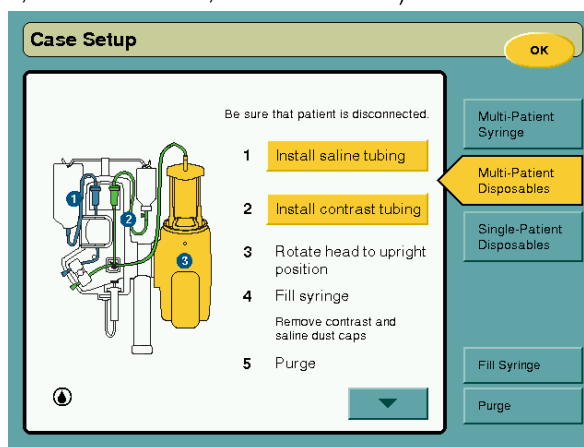 Case Setup
OK
Be sure that patient is disconnected.
1 Install saline tubing
2 Install contrast tubing
3 Rotate head to upright
position
4 Fill syringe
Remove contrast and
saline dust caps
5 Purge
1
2
3
Multi-Patient
Syringe
Multi-Patient
Disposables
Single-Patient
Disposables
Fill Syringe
Purge